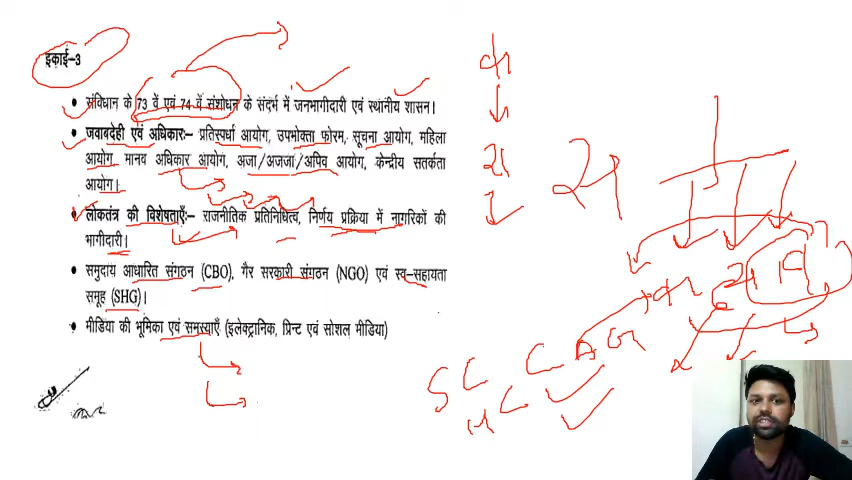 इकाई-3
• संविधान के 73 वें एवं 74 वें संशोधन के संदर्भ में जनभागीदारी एवं स्थानीय शासन।
• जवाबदेही एवं अधिकार:- प्रतिस्पर्धा आयोग, उपभोक्ता फोरम, सूचना आयोग, महिला
आयोग, मानव अधिकार आयोग, अजा/अजजा/अपिव आयोग, केन्द्रीय सतर्कता
आयोग।
• लोकतंत्र की विशेषताएँ:- राजनीतिक प्रतिनिधित्व, निर्णय प्रक्रिया में नागरिकों की
भागीदारी।
• समुदाय आधारित संगठन (CBO), गैर सरकारी संगठन (NGO) एवं स्व-सहायता
समूह (SHG)।
• मीडिया की भूमिका एवं समस्याएँ (इलेक्ट्रानिक, प्रिन्ट एवं सोशल मीडिया)
का
रा
स
SC
HC